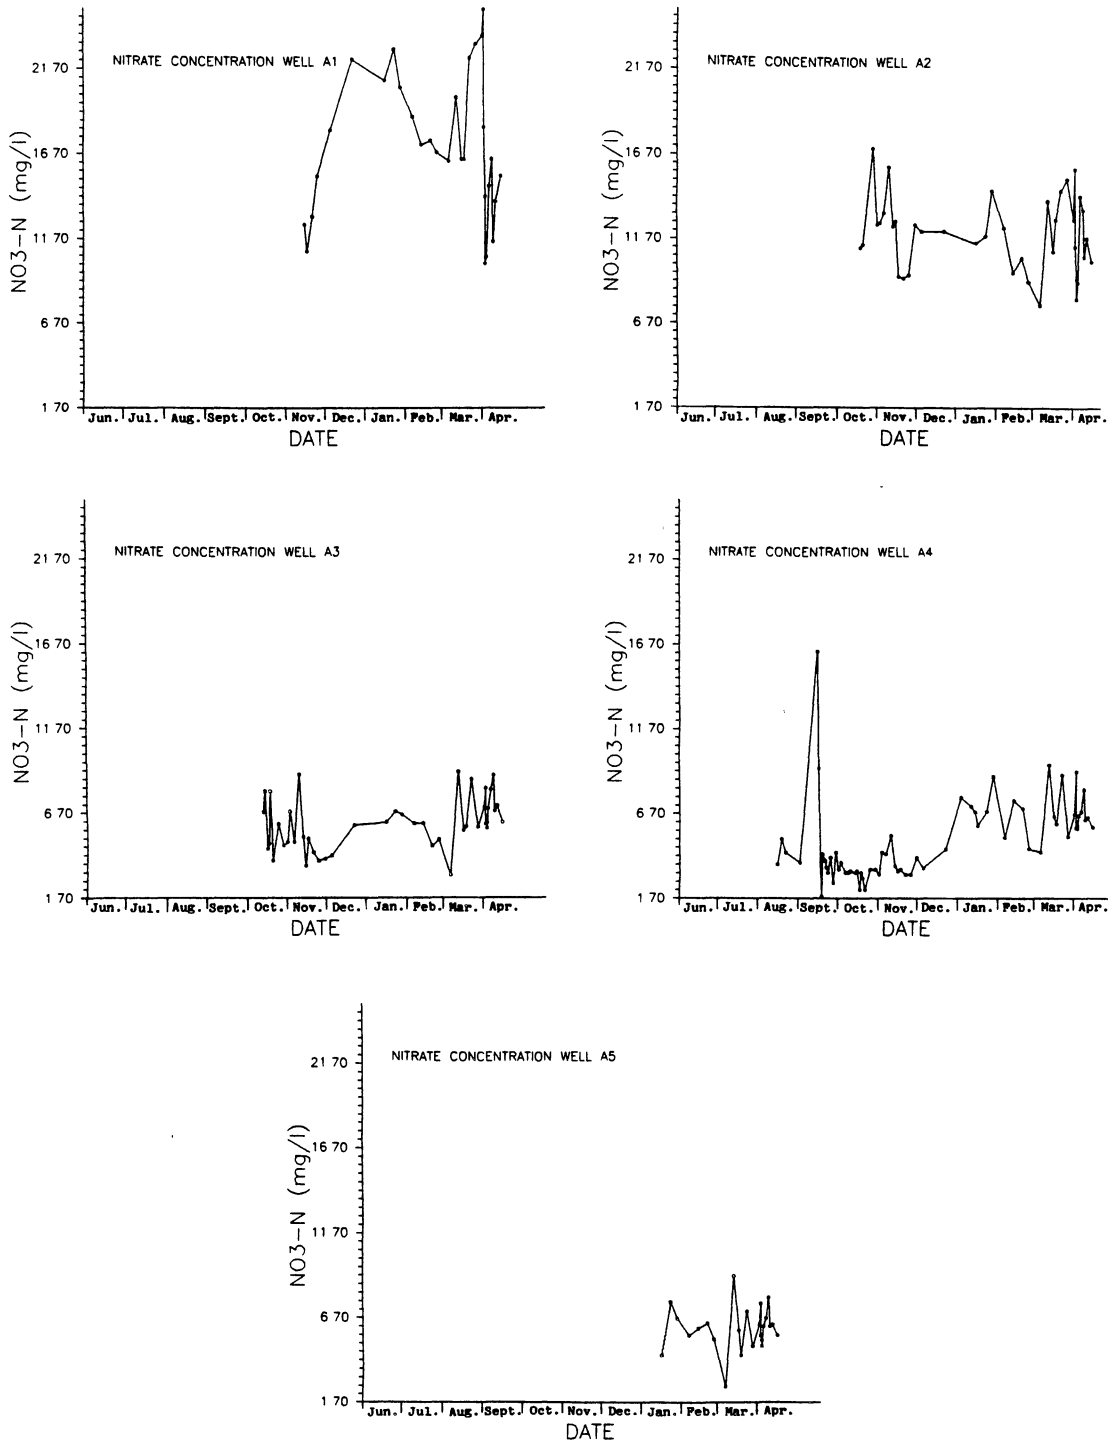 NITRATE CONCENTRATION WELL A1
NO3-N (mg/l)
21 70
16 70
11 70
6 70
1 70
Jun. Jul. Aug. Sept. Oct. Nov. Dec. Jan. Feb. Mar. Apr.
DATE
NITRATE CONCENTRATION WELL A2
NO3-N (mg/l)
21 70
16 70
11 70
6 70
1 70
Jun. Jul. Aug. Sept. Oct. Nov. Dec. Jan. Feb. Mar. Apr.
DATE
NITRATE CONCENTRATION WELL A3
NO3-N (mg/l)
21 70
16 70
11 70
6 70
1 70
Jun. Jul. Aug. Sept. Oct. Nov. Dec. Jan. Feb. Mar. Apr.
DATE
NITRATE CONCENTRATION WELL A4
NO3-N (mg/l)
21 70
16 70
11 70
6 70
1 70
Jun. Jul. Aug. Sept. Oct. Nov. Dec. Jan. Feb. Mar. Apr.
DATE
NITRATE CONCENTRATION WELL A5
NO3-N (mg/l)
21 70
16 70
11 70
6 70
1 70
Jun. Jul. Aug. Sept. Oct. Nov. Dec. Jan. Feb. Mar. Apr.
DATE